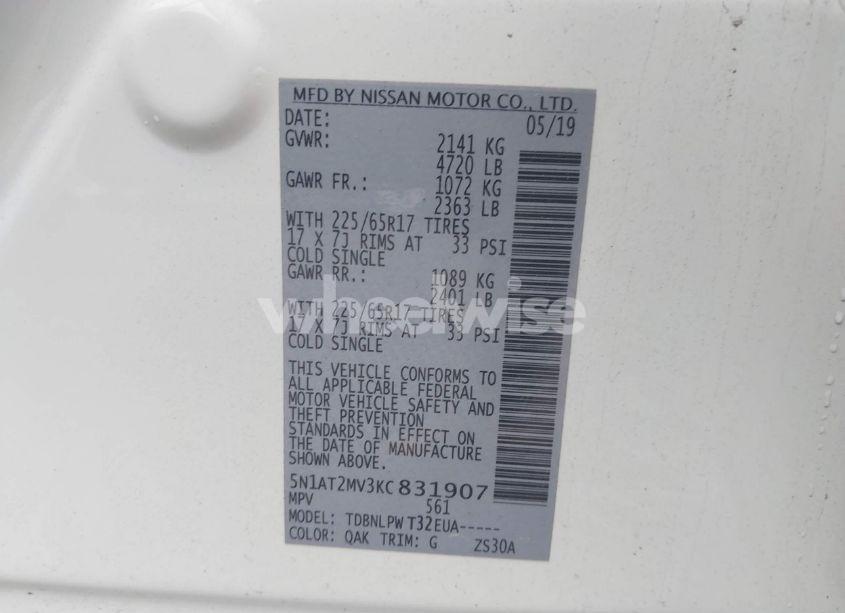 MFD BY NISSAN MOTOR CO., LTD.
DATE: 05/19
GVWR: 2141 KG
4720 LB
GAWR FR.: 1072 KG
2363 LB
WITH 225/65R17 TIRES
17 X 7J RIMS AT 33 PSI
COLD SINGLE
GAWR RR.: 1089 KG
2401 LB
WITH 225/65R17 TIRES
17 X 7J RIMS AT 33 PSI
COLD SINGLE
wheelwise
THIS VEHICLE CONFORMS TO
ALL APPLICABLE FEDERAL
MOTOR VEHICLE SAFETY AND
THEFT PREVENTION
STANDARDS IN EFFECT ON
THE DATE OF MANUFACTURE
SHOWN ABOVE.
5N1AT2MV3KC831907
MPV 561
MODEL: TDBNLPW T32EUA-----
COLOR: QAK TRIM: G ZS30A